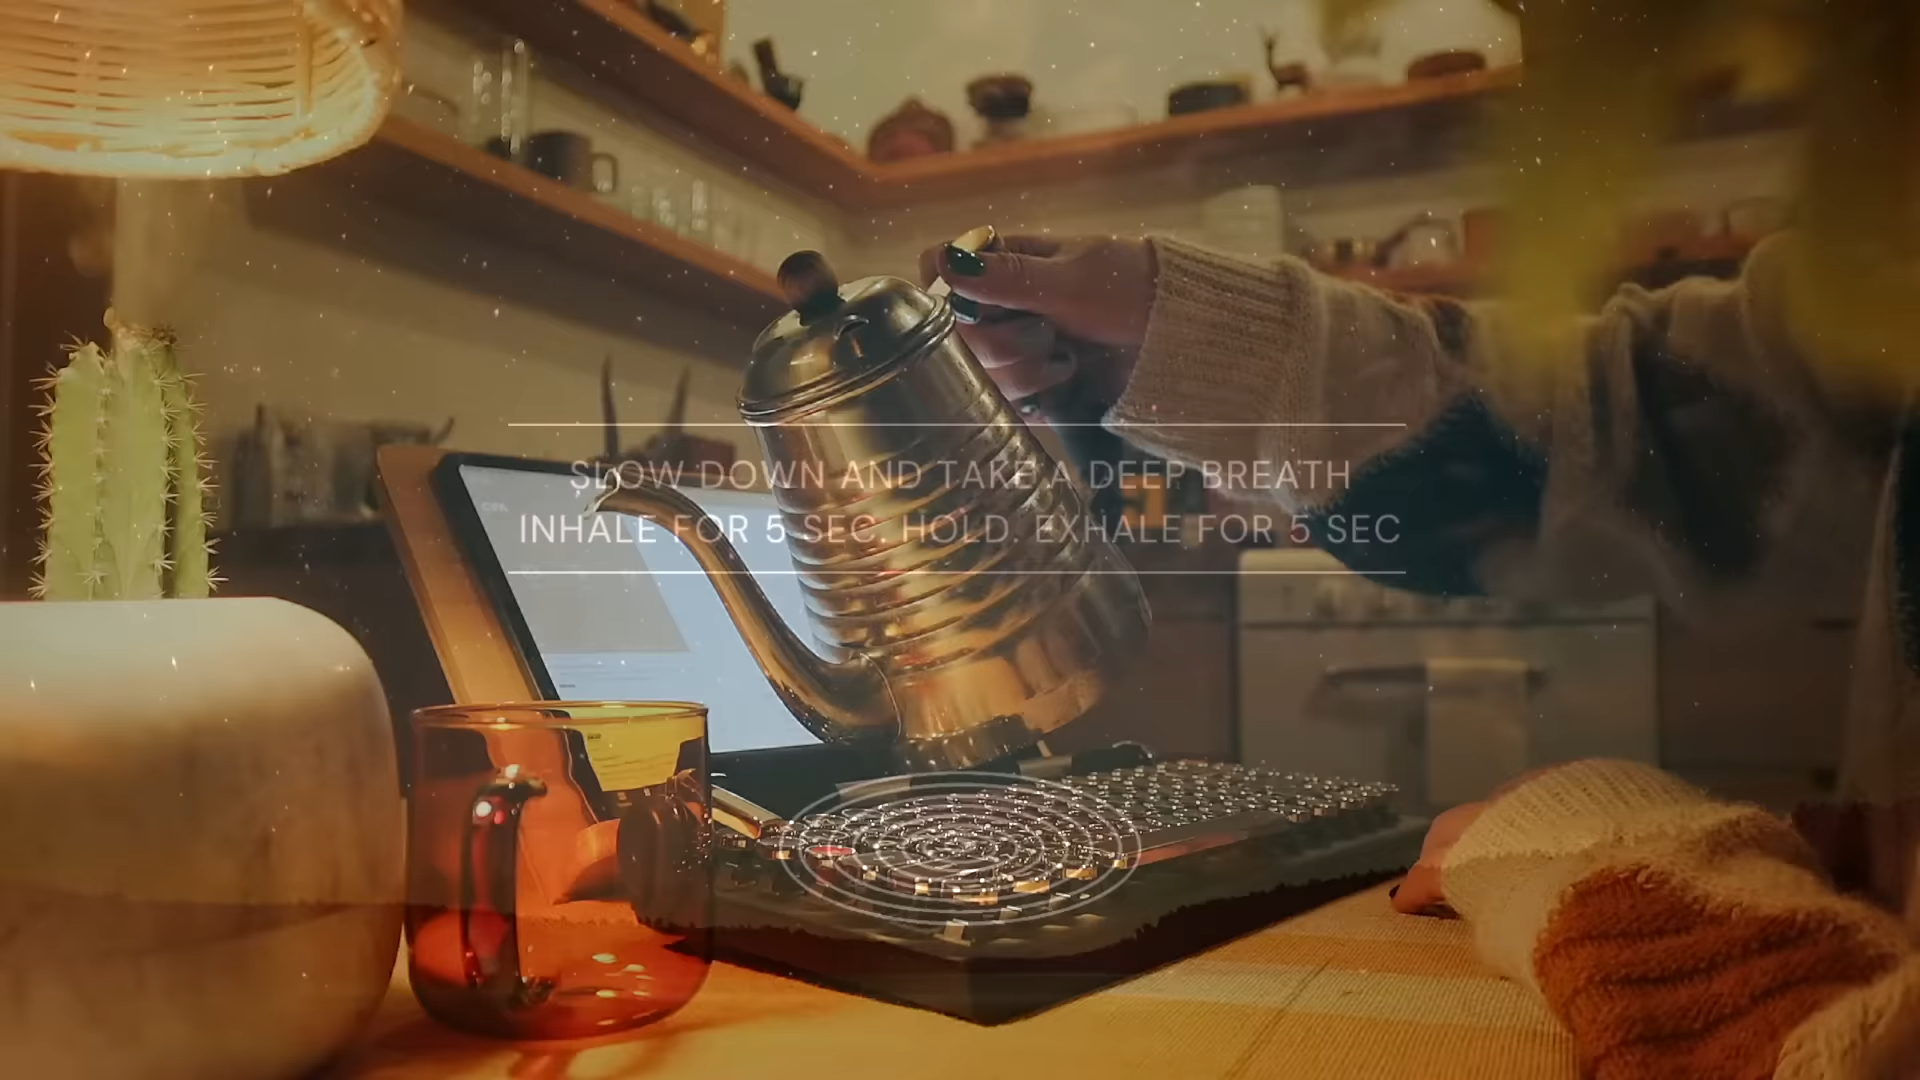 SLOW DOWN AND TAKE A DEEP BREATH
INHALE FOR 5 SEC. HOLD. EXHALE FOR 5 SEC